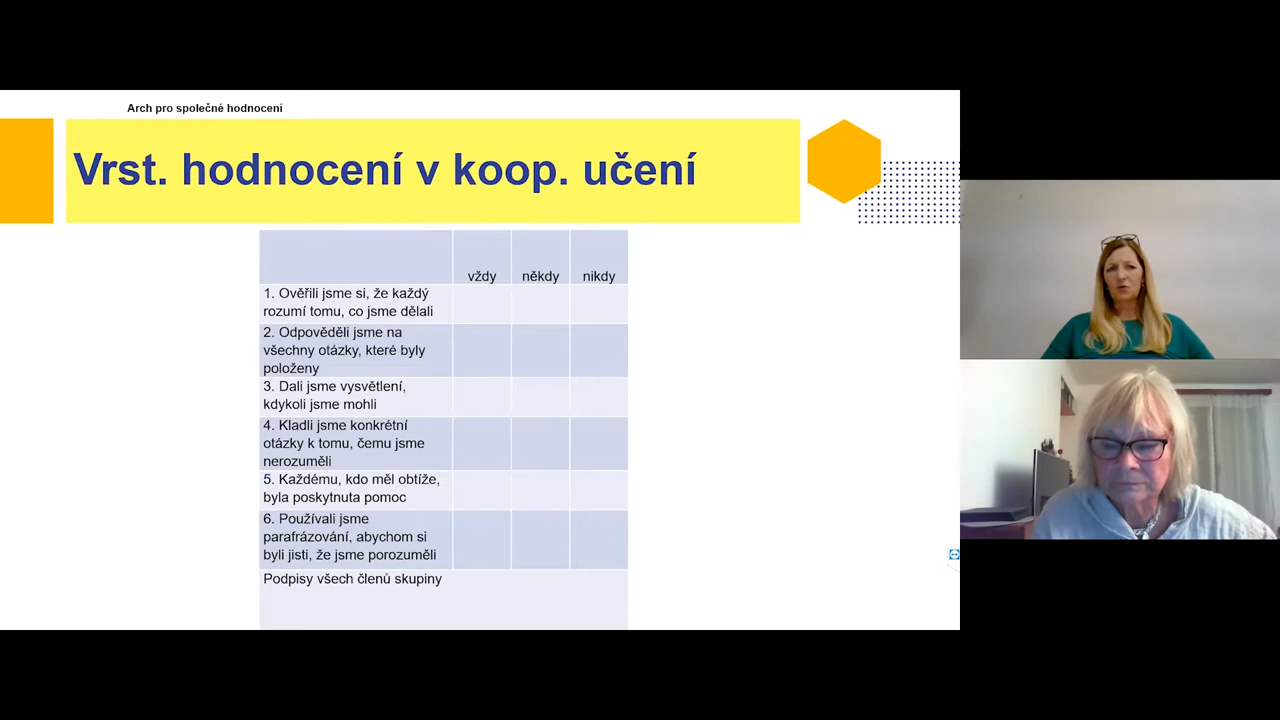 Arch pro společné hodnocení
Vrst. hodnocení v koop. učení
vždy někdy nikdy
1. Ověřili jsme si, že každý
rozumí tomu, co jsme dělali
2. Odpověděli jsme na
všechny otázky, které byly
položeny
3. Dali jsme vysvětlení,
kdykoli jsme mohli
4. Kladli jsme konkrétní
otázky k tomu, čemu jsme
nerozuměli
5. Každému, kdo měl obtíže,
byla poskytnuta pomoc
6. Používali jsme
parafrázování, abychom si
byli jisti, že jsme porozuměli
Podpisy všech členů skupiny